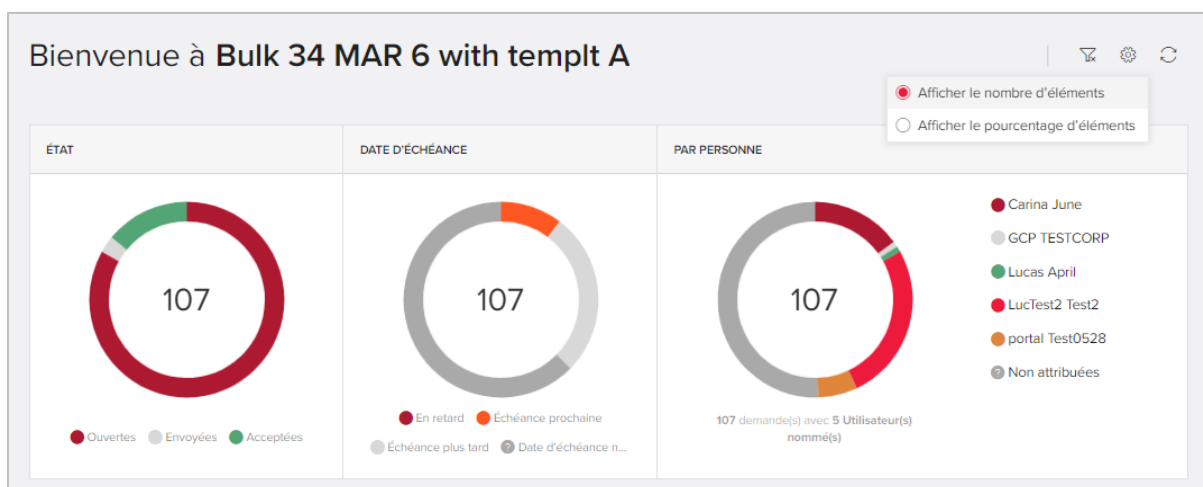 Bienvenue à Bulk 34 MAR 6 with templt A
Afficher le nombre d'éléments
Afficher le pourcentage d'éléments
ÉTAT
DATE D'ÉCHÉANCE
PAR PERSONNE
107
Ouvertes Envoyées Acceptées
107
En retard Échéance prochaine
Échéance plus tard ? Date d'échéance n...
107
107 demande(s) avec 5 Utilisateur(s)
nommé(s)
Carina June
GCP TESTCORP
Lucas April
LucTest2 Test2
portal Test0528
? Non attribuées